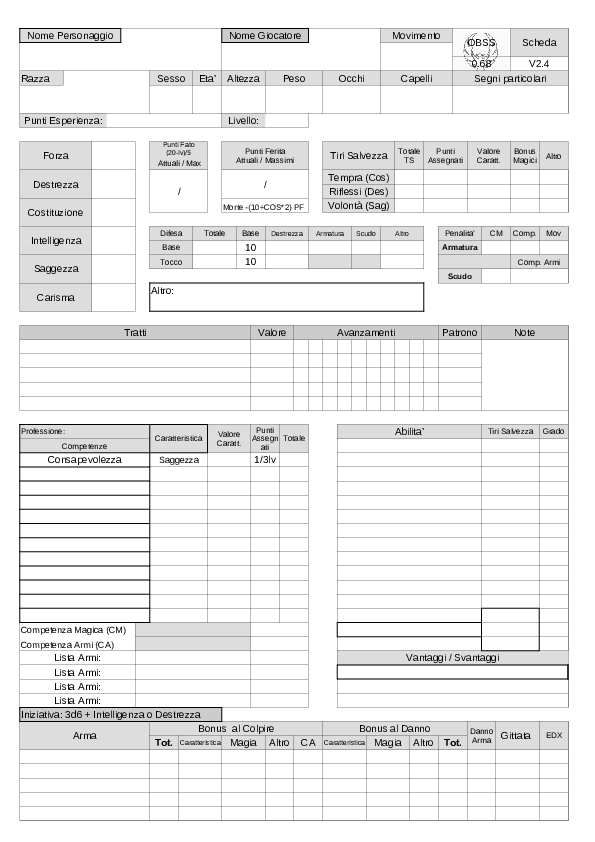 Nome Personaggio Nome Giocatore Movimento OBSS Scheda
0.68 V2.4
Razza Sesso Eta' Altezza Peso Occhi Capelli Segni particolari
Punti Esperienza: Livello:
Forza
Destrezza
Costituzione
Intelligenza
Saggezza
Carisma
Punti Fato
(20-lv)/5
Attuali / Max
/
Punti Ferita
Attuali / Massimi
/
Morte -(10+COS*2) PF
Tiri Salvezza Totale TS Punti Assegnati Valore Caratt. Bonus Magici Altro
Tempra (Cos)
Riflessi (Des)
Volontà (Sag)
Difesa Totale Base Destrezza Armatura Scudo Altro
Base 10
Tocco 10
Penalita' CM Comp. Mov
Armatura
Comp. Armi
Scudo
Altro:
Tratti Valore Avanzamenti Patrono Note
Professione:
Competenze Caratteristica Valore Caratt. Punti Assegnati Totale
Consapevolezza Saggezza 1/3lv
Competenza Magica (CM)
Competenza Armi (CA)
Lista Armi:
Lista Armi:
Lista Armi:
Lista Armi:
Abilita' Tiri Salvezza Grado
Vantaggi / Svantaggi
Iniziativa: 3d6 + Intelligenza o Destrezza
Arma Bonus al Colpire Bonus al Danno Danno Arma Gittata EDX
Tot. Caratteristica Magia Altro CA Caratteristica Magia Altro Tot.